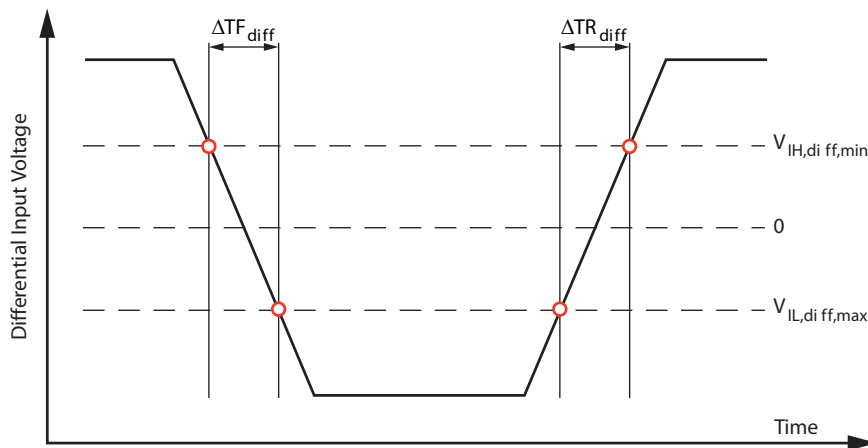 ΔTF diff
ΔTR diff
Differential Input Voltage
V IH,di ff,min
0
V IL,di ff,max
Time